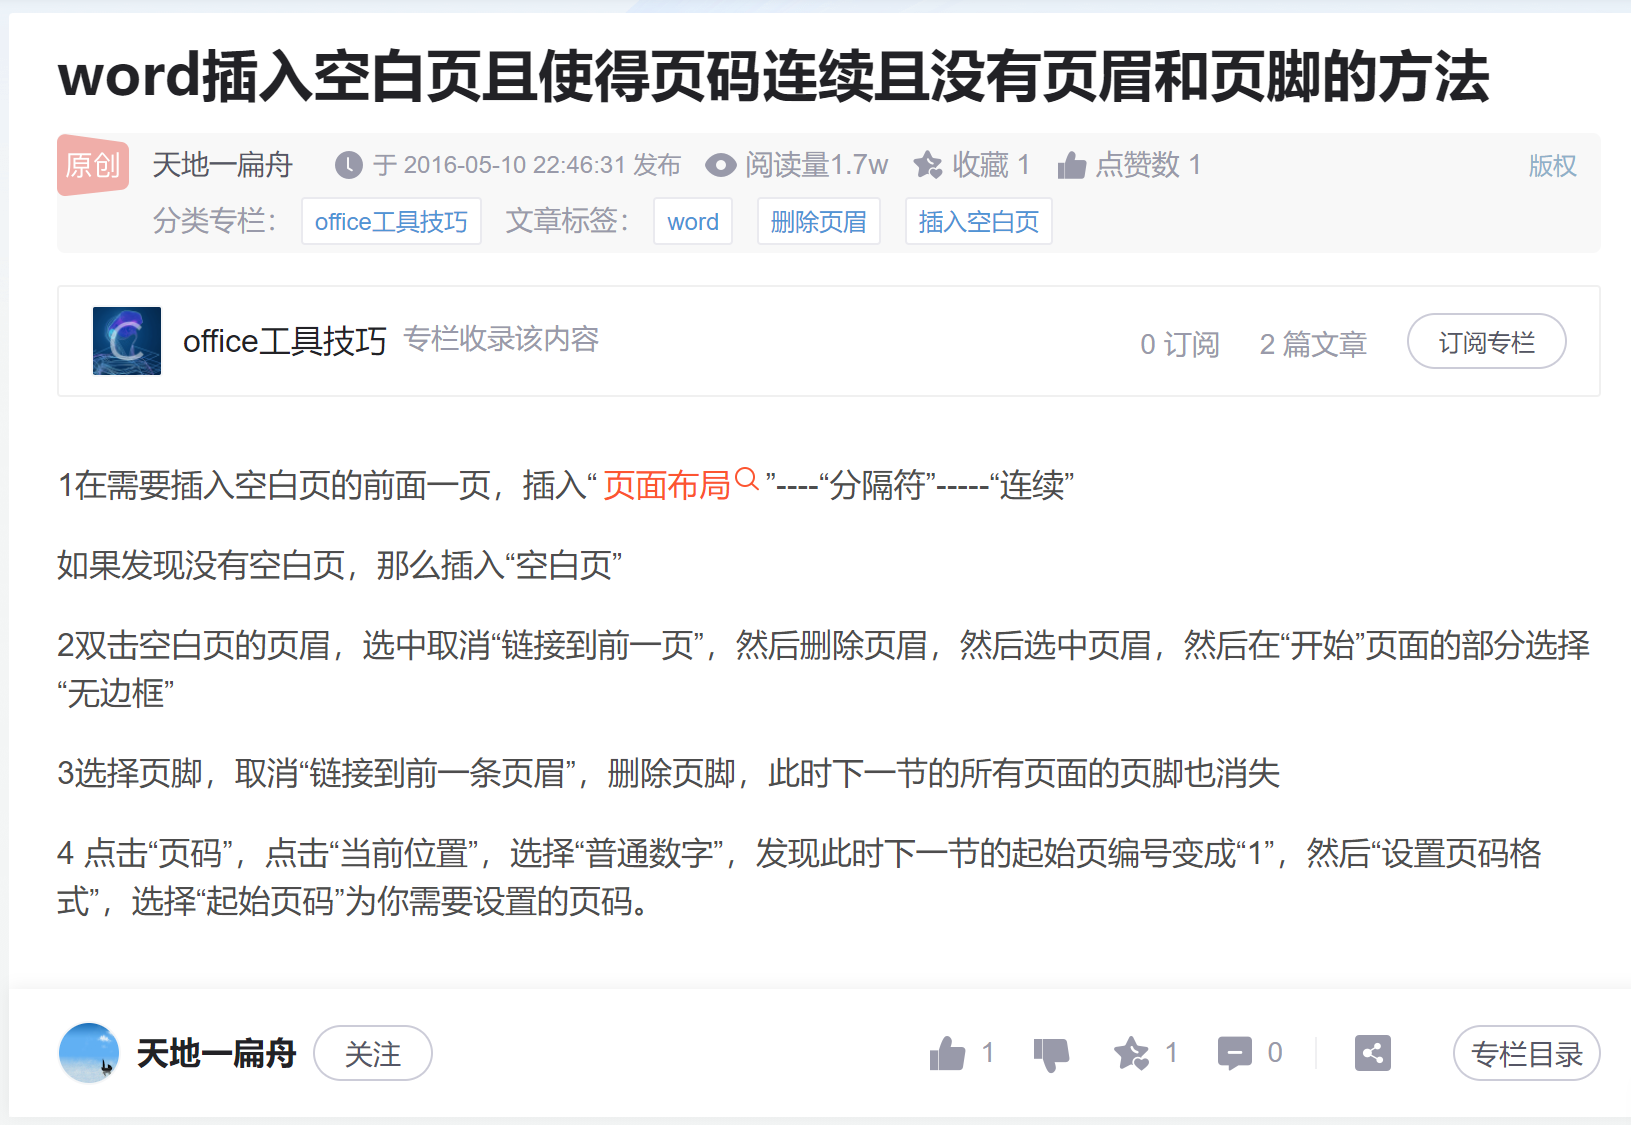 word插入空白页且使得页码连续且没有页眉和页脚的方法
原创 天地一扁舟 于 2016-05-10 22:46:31 发布 阅读量1.7w 收藏 1 点赞数 1 版权
分类专栏： office工具技巧 文章标签： word 删除页眉 插入空白页
office工具技巧 专栏收录该内容 0 订阅 2 篇文章 订阅专栏
1在需要插入空白页的前面一页，插入“页面布局”----“分隔符”-----“连续”
如果发现没有空白页，那么插入“空白页”
2双击空白页的页眉，选中取消“链接到前一页”，然后删除页眉，然后选中页眉，然后在“开始”页面的部分选择
“无边框”
3选择页脚，取消“链接到前一条页眉”，删除页脚，此时下一节的所有页面的页脚也消失
4 点击“页码”，点击“当前位置”，选择“普通数字”，发现此时下一节的起始页编号变成“1”，然后“设置页码格
式”，选择“起始页码”为你需要设置的页码。
天地一扁舟 关注 1 1 0 专栏目录